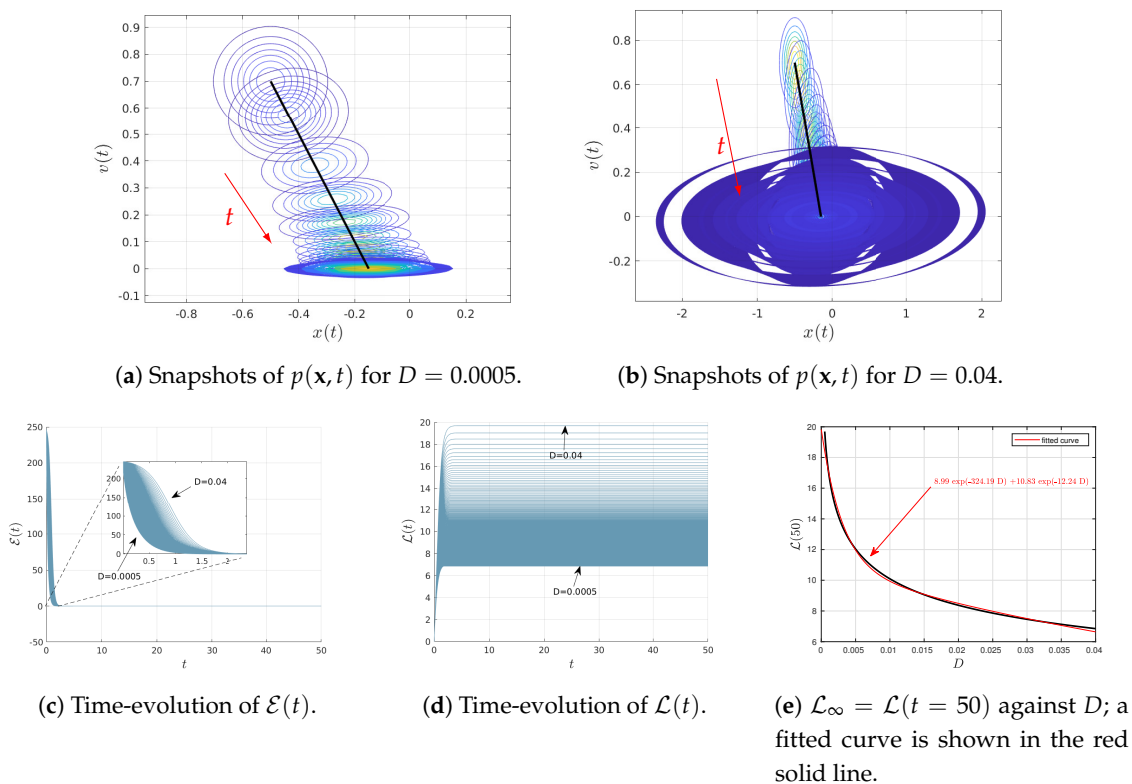 0.9
0.8
0.7
0.6
0.5
0.4
0.3
0.2
0.1
0
-0.1
v(t)
t
-0.8 -0.6 -0.4 -0.2 0 0.2
x(t)
(a) Snapshots of p(x, t) for D = 0.0005.
0.8
0.6
0.4
0.2
0
-0.2
v(t)
t
-2 -1 0 1 2
x(t)
(b) Snapshots of p(x, t) for D = 0.04.
250
200
150
100
50
0
-50
ℰ(t)
200
150
100
50
0
0.5 1 1.5 2
D=0.04
D=0.0005
0 10 20 30 40 50
t
(c) Time-evolution of ℰ(t).
20
18
16
14
12
10
8
6
4
2
0
ℒ(t)
D=0.04
D=0.0005
0 10 20 30 40 50
t
(d) Time-evolution of ℒ(t).
20
18
16
14
12
10
8
6
ℒ(50)
fitted curve
8.99 exp(-324.19 D) +10.83 exp(-12.24 D)
0 0.005 0.01 0.015 0.02 0.025 0.03 0.035 0.04
D
(e) ℒ∞ = ℒ(t = 50) against D; a
fitted curve is shown in the red
solid line.